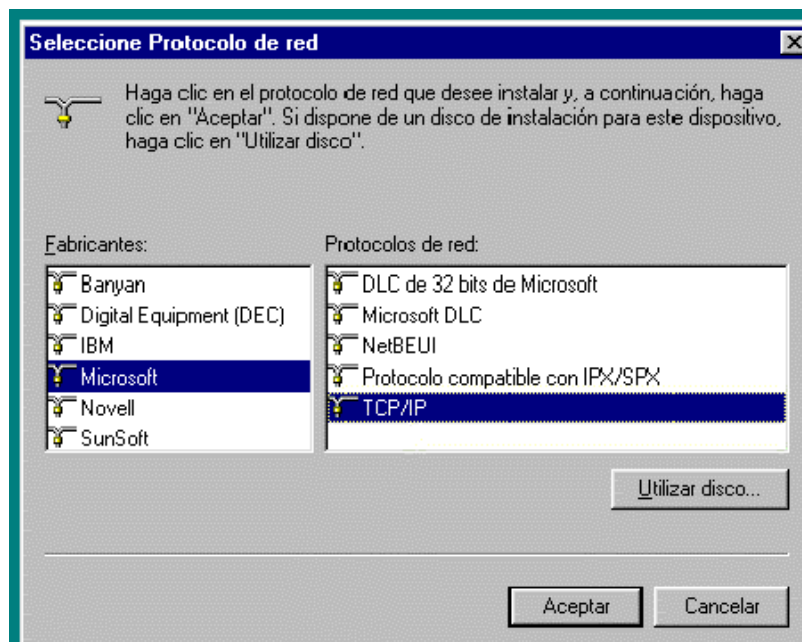 Seleccione Protocolo de red
Haga clic en el protocolo de red que desee instalar y, a continuación, haga
clic en "Aceptar". Si dispone de un disco de instalación para este dispositivo,
haga clic en "Utilizar disco".
Fabricantes:
Banyan
Digital Equipment (DEC)
IBM
Microsoft
Novell
SunSoft
Protocolos de red:
DLC de 32 bits de Microsoft
Microsoft DLC
NetBEUI
Protocolo compatible con IPX/SPX
TCP/IP
Utilizar disco...
Aceptar
Cancelar